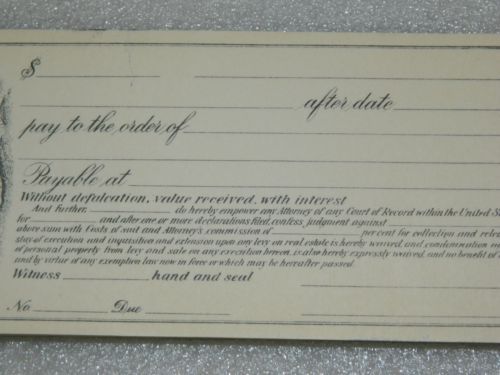 $
after date
pay to the order of
Payable at
Without defalcation, value received, with interest
And further, do hereby empower any Attorney of any Court of Record within the United St
for and after one or more declarations filed, confess judgment against
above sum with Costs of suit and Attorney's commission of per cent for collection and relea
stay of execution and inquisition and extension upon any levy on real estate is hereby waived, and condemnation
of personal property from levy and sale on any execution hereon, is also hereby expressly waived, and no benefit of
and by virtue of any exemption law now in force or which may be hereafter passed.
Witness hand and seal
No Due